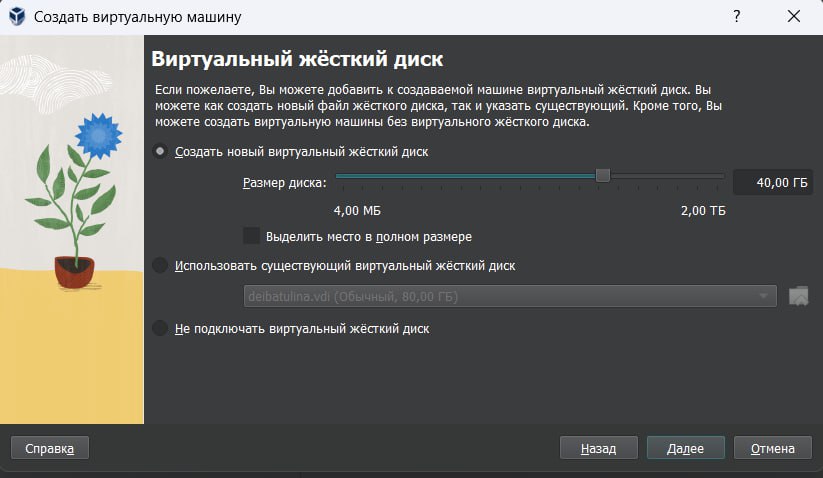 Создать виртуальную машину
?
Виртуальный жёсткий диск
Если пожелаете, Вы можете добавить к создаваемой машине виртуальный жёсткий диск. Вы
можете как создать новый файл жёсткого диска, так и указать существующий. Кроме того, Вы
можете создать виртуальную машины без виртуального жёсткого диска.
Создать новый виртуальный жёсткий диск
Размер диска: 40,00 ГБ
4,00 МБ 2,00 ТБ
Выделить место в полном размере
Использовать существующий виртуальный жёсткий диск
deibatulina.vdi (Обычный, 80,00 ГБ)
Не подключать виртуальный жёсткий диск
Справка Назад Далее Отмена